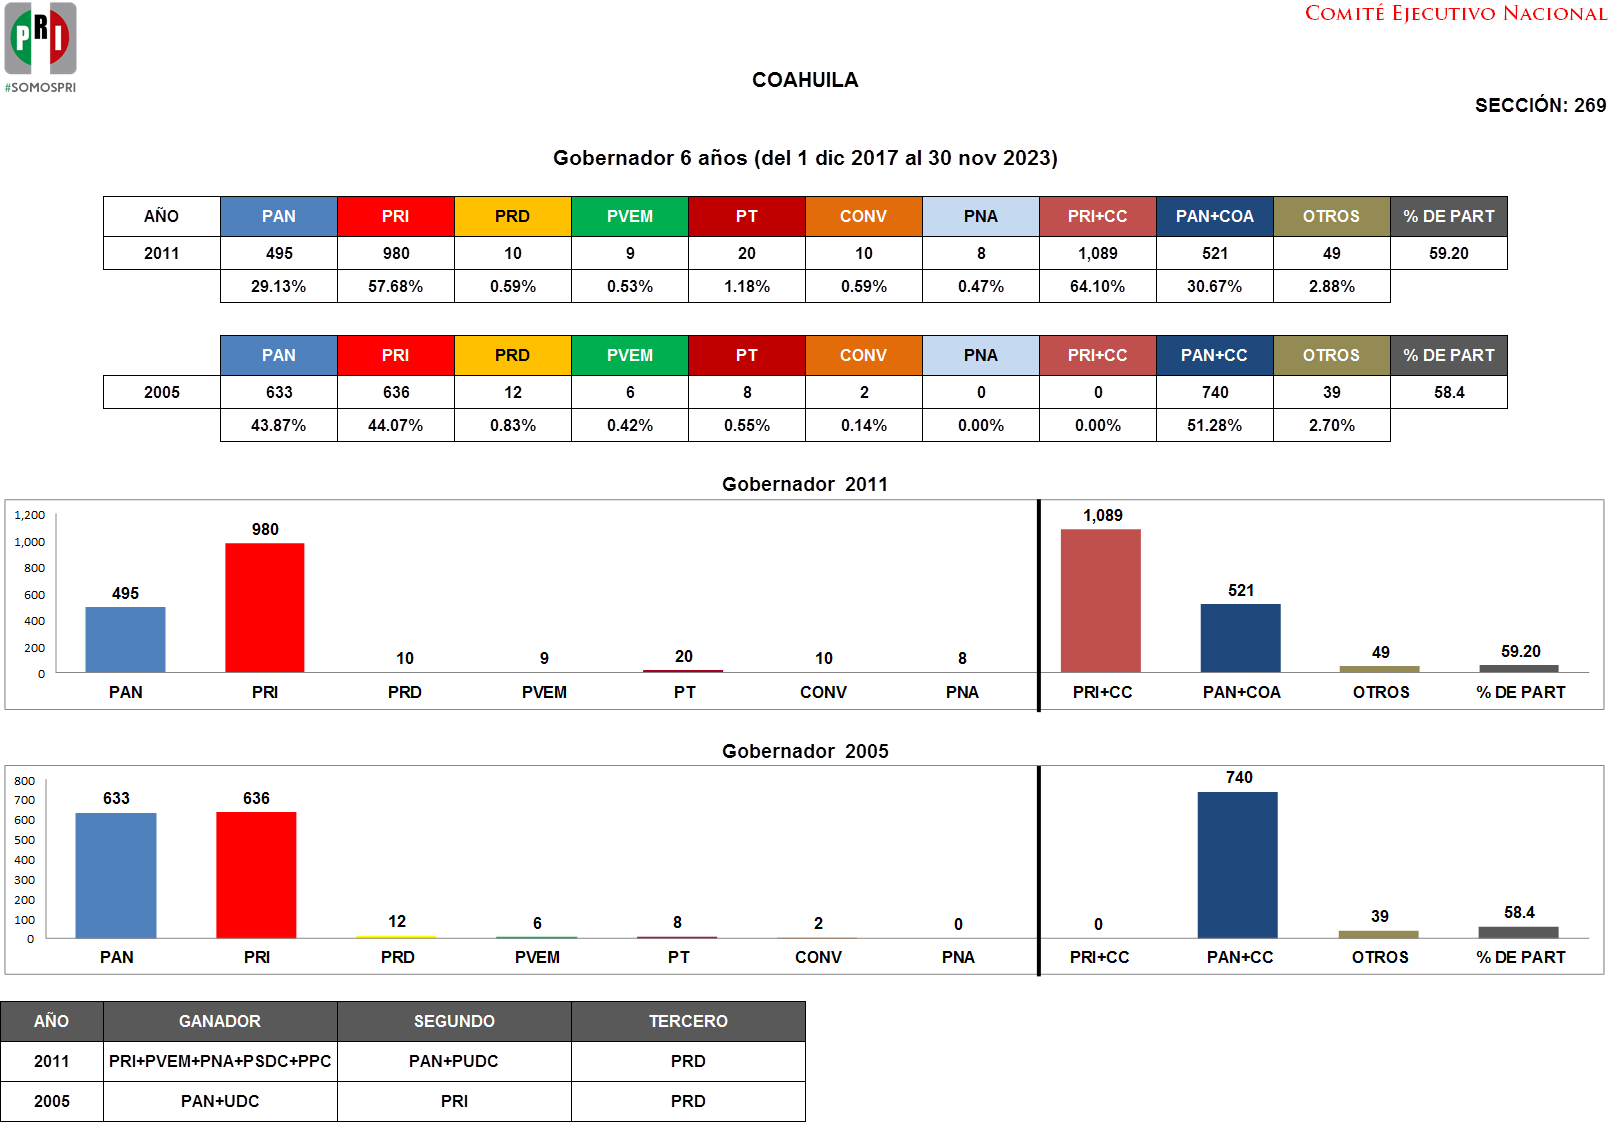 PRI
#SOMOSPRI
COMITÉ EJECUTIVO NACIONAL
COAHUILA
SECCIÓN: 269
Gobernador 6 años (del 1 dic 2017 al 30 nov 2023)
AÑO PAN PRI PRD PVEM PT CONV PNA PRI+CC PAN+COA OTROS % DE PART
2011 495 980 10 9 20 10 8 1,089 521 49 59.20
29.13% 57.68% 0.59% 0.53% 1.18% 0.59% 0.47% 64.10% 30.67% 2.88%
PAN PRI PRD PVEM PT CONV PNA PRI+CC PAN+CC OTROS % DE PART
2005 633 636 12 6 8 2 0 0 740 39 58.4
43.87% 44.07% 0.83% 0.42% 0.55% 0.14% 0.00% 0.00% 51.28% 2.70%
Gobernador 2011
1,200
1,000
800
600
400
200
0
495 980 10 9 20 10 8 1,089 521 49 59.20
PAN PRI PRD PVEM PT CONV PNA PRI+CC PAN+COA OTROS % DE PART
Gobernador 2005
800
700
600
500
400
300
200
100
0
633 636 12 6 8 2 0 0 740 39 58.4
PAN PRI PRD PVEM PT CONV PNA PRI+CC PAN+CC OTROS % DE PART
AÑO GANADOR SEGUNDO TERCERO
2011 PRI+PVEM+PNA+PSDC+PPC PAN+PUDC PRD
2005 PAN+UDC PRI PRD